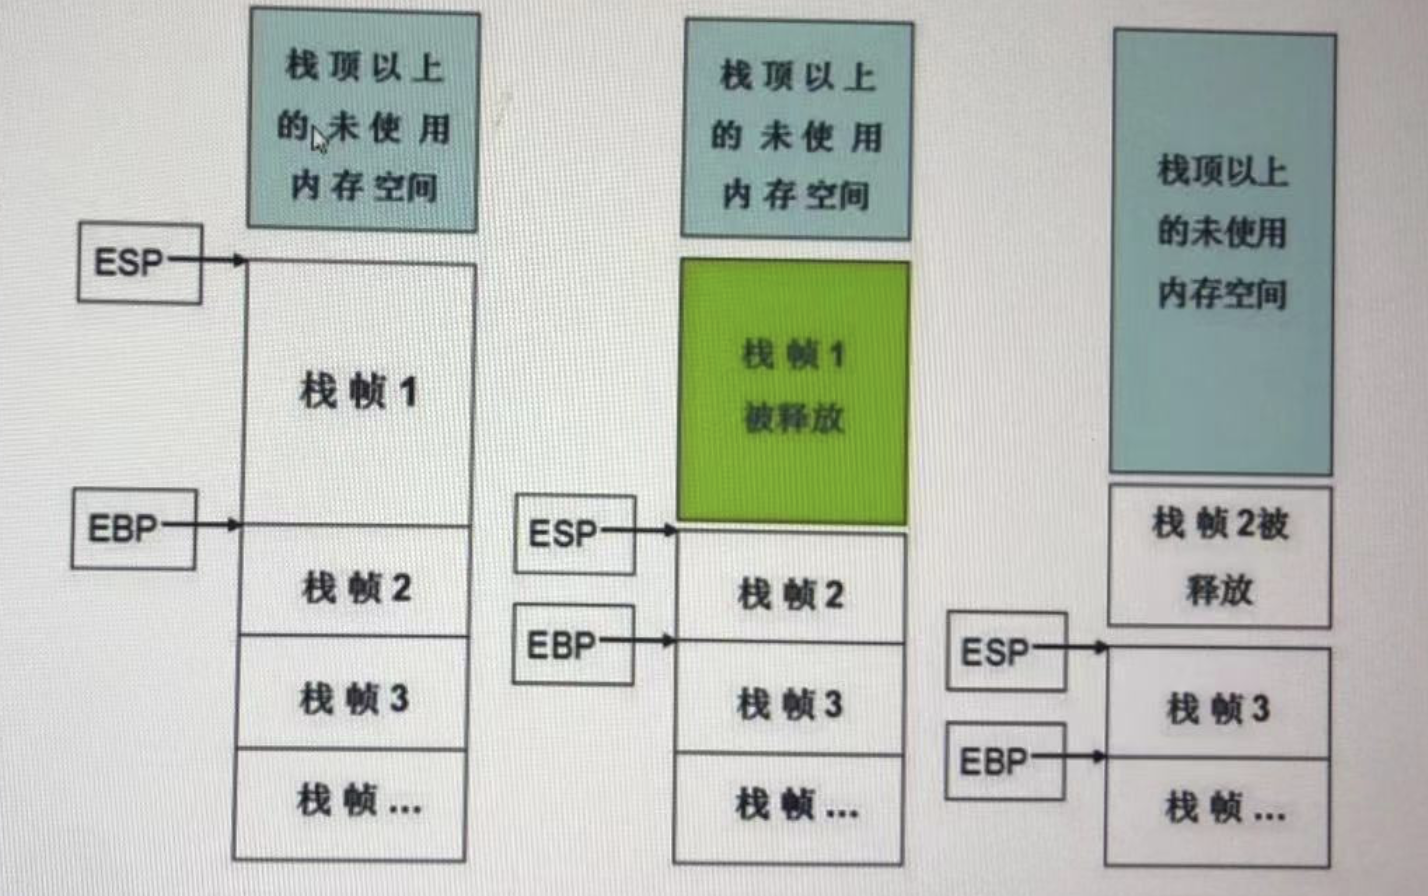 栈顶以上
的未使用
内存空间
ESP
栈帧1
EBP
栈帧2
栈帧3
栈帧...
栈顶以上
的未使用
内存空间
栈帧1
被释放
ESP
栈帧2
EBP
栈帧3
栈帧...
栈顶以上
的未使用
内存空间
栈帧2被
释放
ESP
栈帧3
EBP
栈帧...